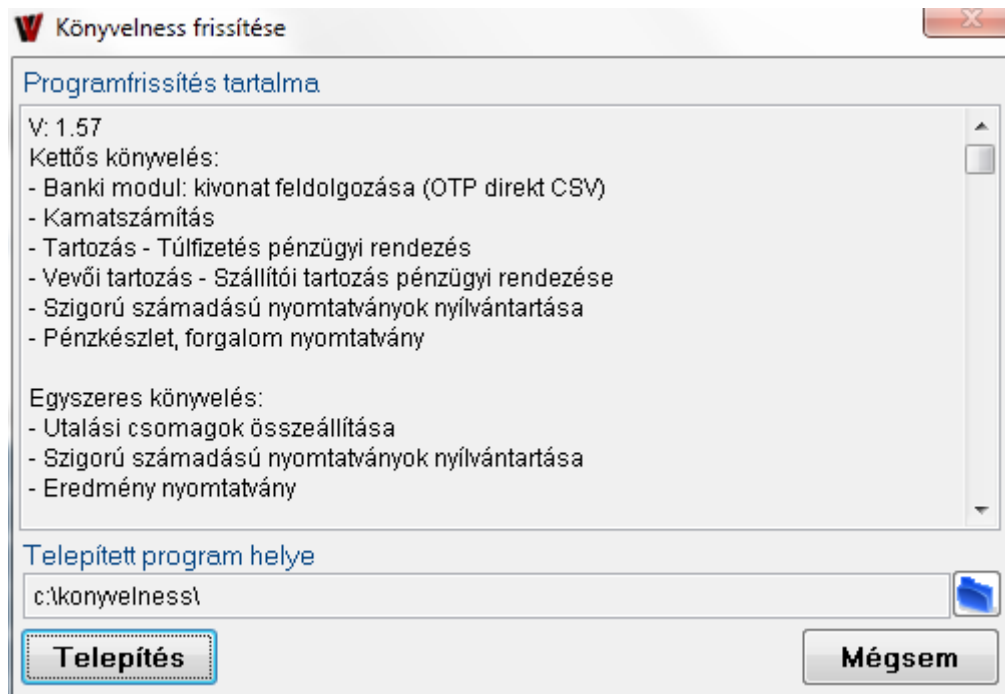 Könyvelness frissítése
Programfrissítés tartalma
V: 1.57
Kettős könyvelés:
- Banki modul: kivonat feldolgozása (OTP direkt CSV)
- Kamatszámítás
- Tartozás - Túlfizetés pénzügyi rendezés
- Vevői tartozás - Szállítói tartozás pénzügyi rendezése
- Szigorú számadású nyomtatványok nyílvántartása
- Pénzkészlet, forgalom nyomtatvány
Egyszeres könyvelés:
- Utalási csomagok összeállítása
- Szigorú számadású nyomtatványok nyílvántartása
- Eredmény nyomtatvány
Telepített program helye
c:\konyvelness\
Telepítés Mégsem